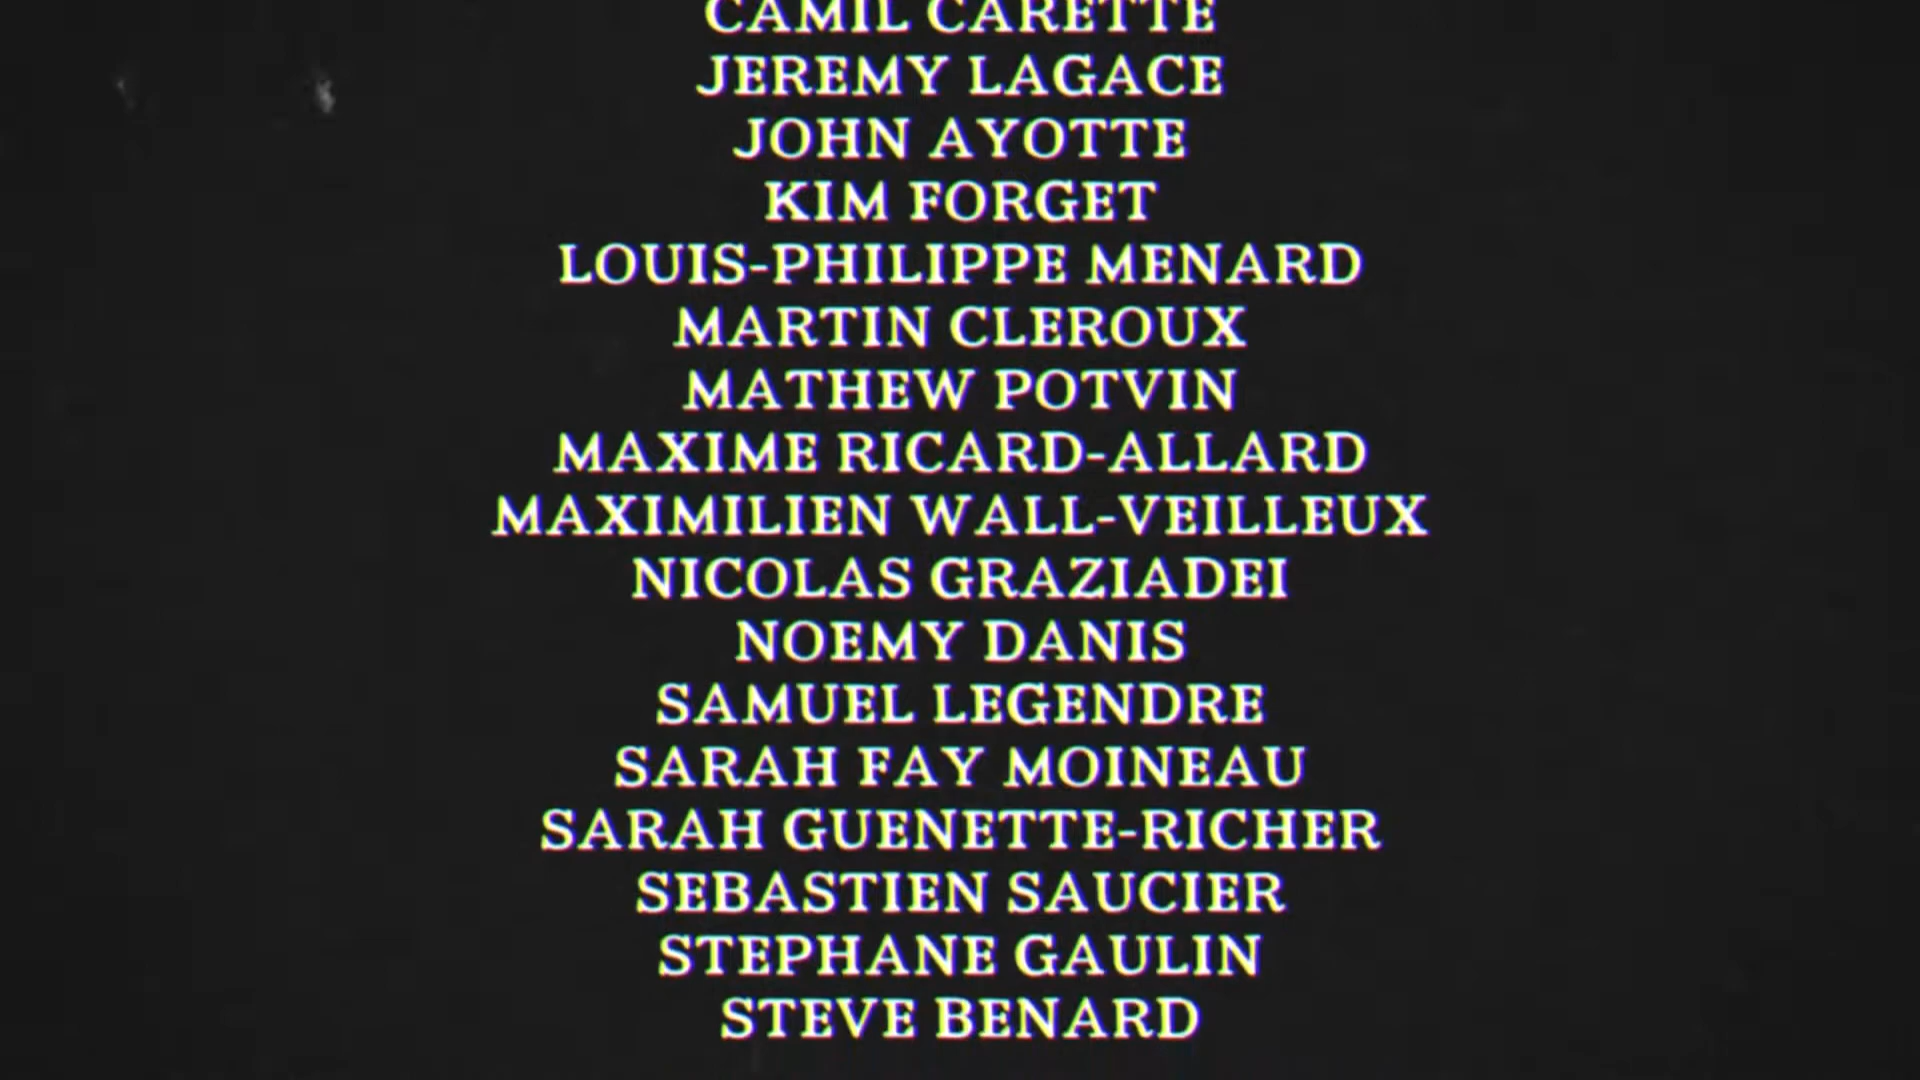 CAMIL CARETTE
JEREMY LAGACE
JOHN AYOTTE
KIM FORGET
LOUIS-PHILIPPE MENARD
MARTIN CLEROUX
MATHEW POTVIN
MAXIME RICARD-ALLARD
MAXIMILIEN WALL-VEILLEUX
NICOLAS GRAZIADEI
NOEMY DANIS
SAMUEL LEGENDRE
SARAH FAY MOINEAU
SARAH GUENETTE-RICHER
SEBASTIEN SAUCIER
STEPHANE GAULIN
STEVE BENARD